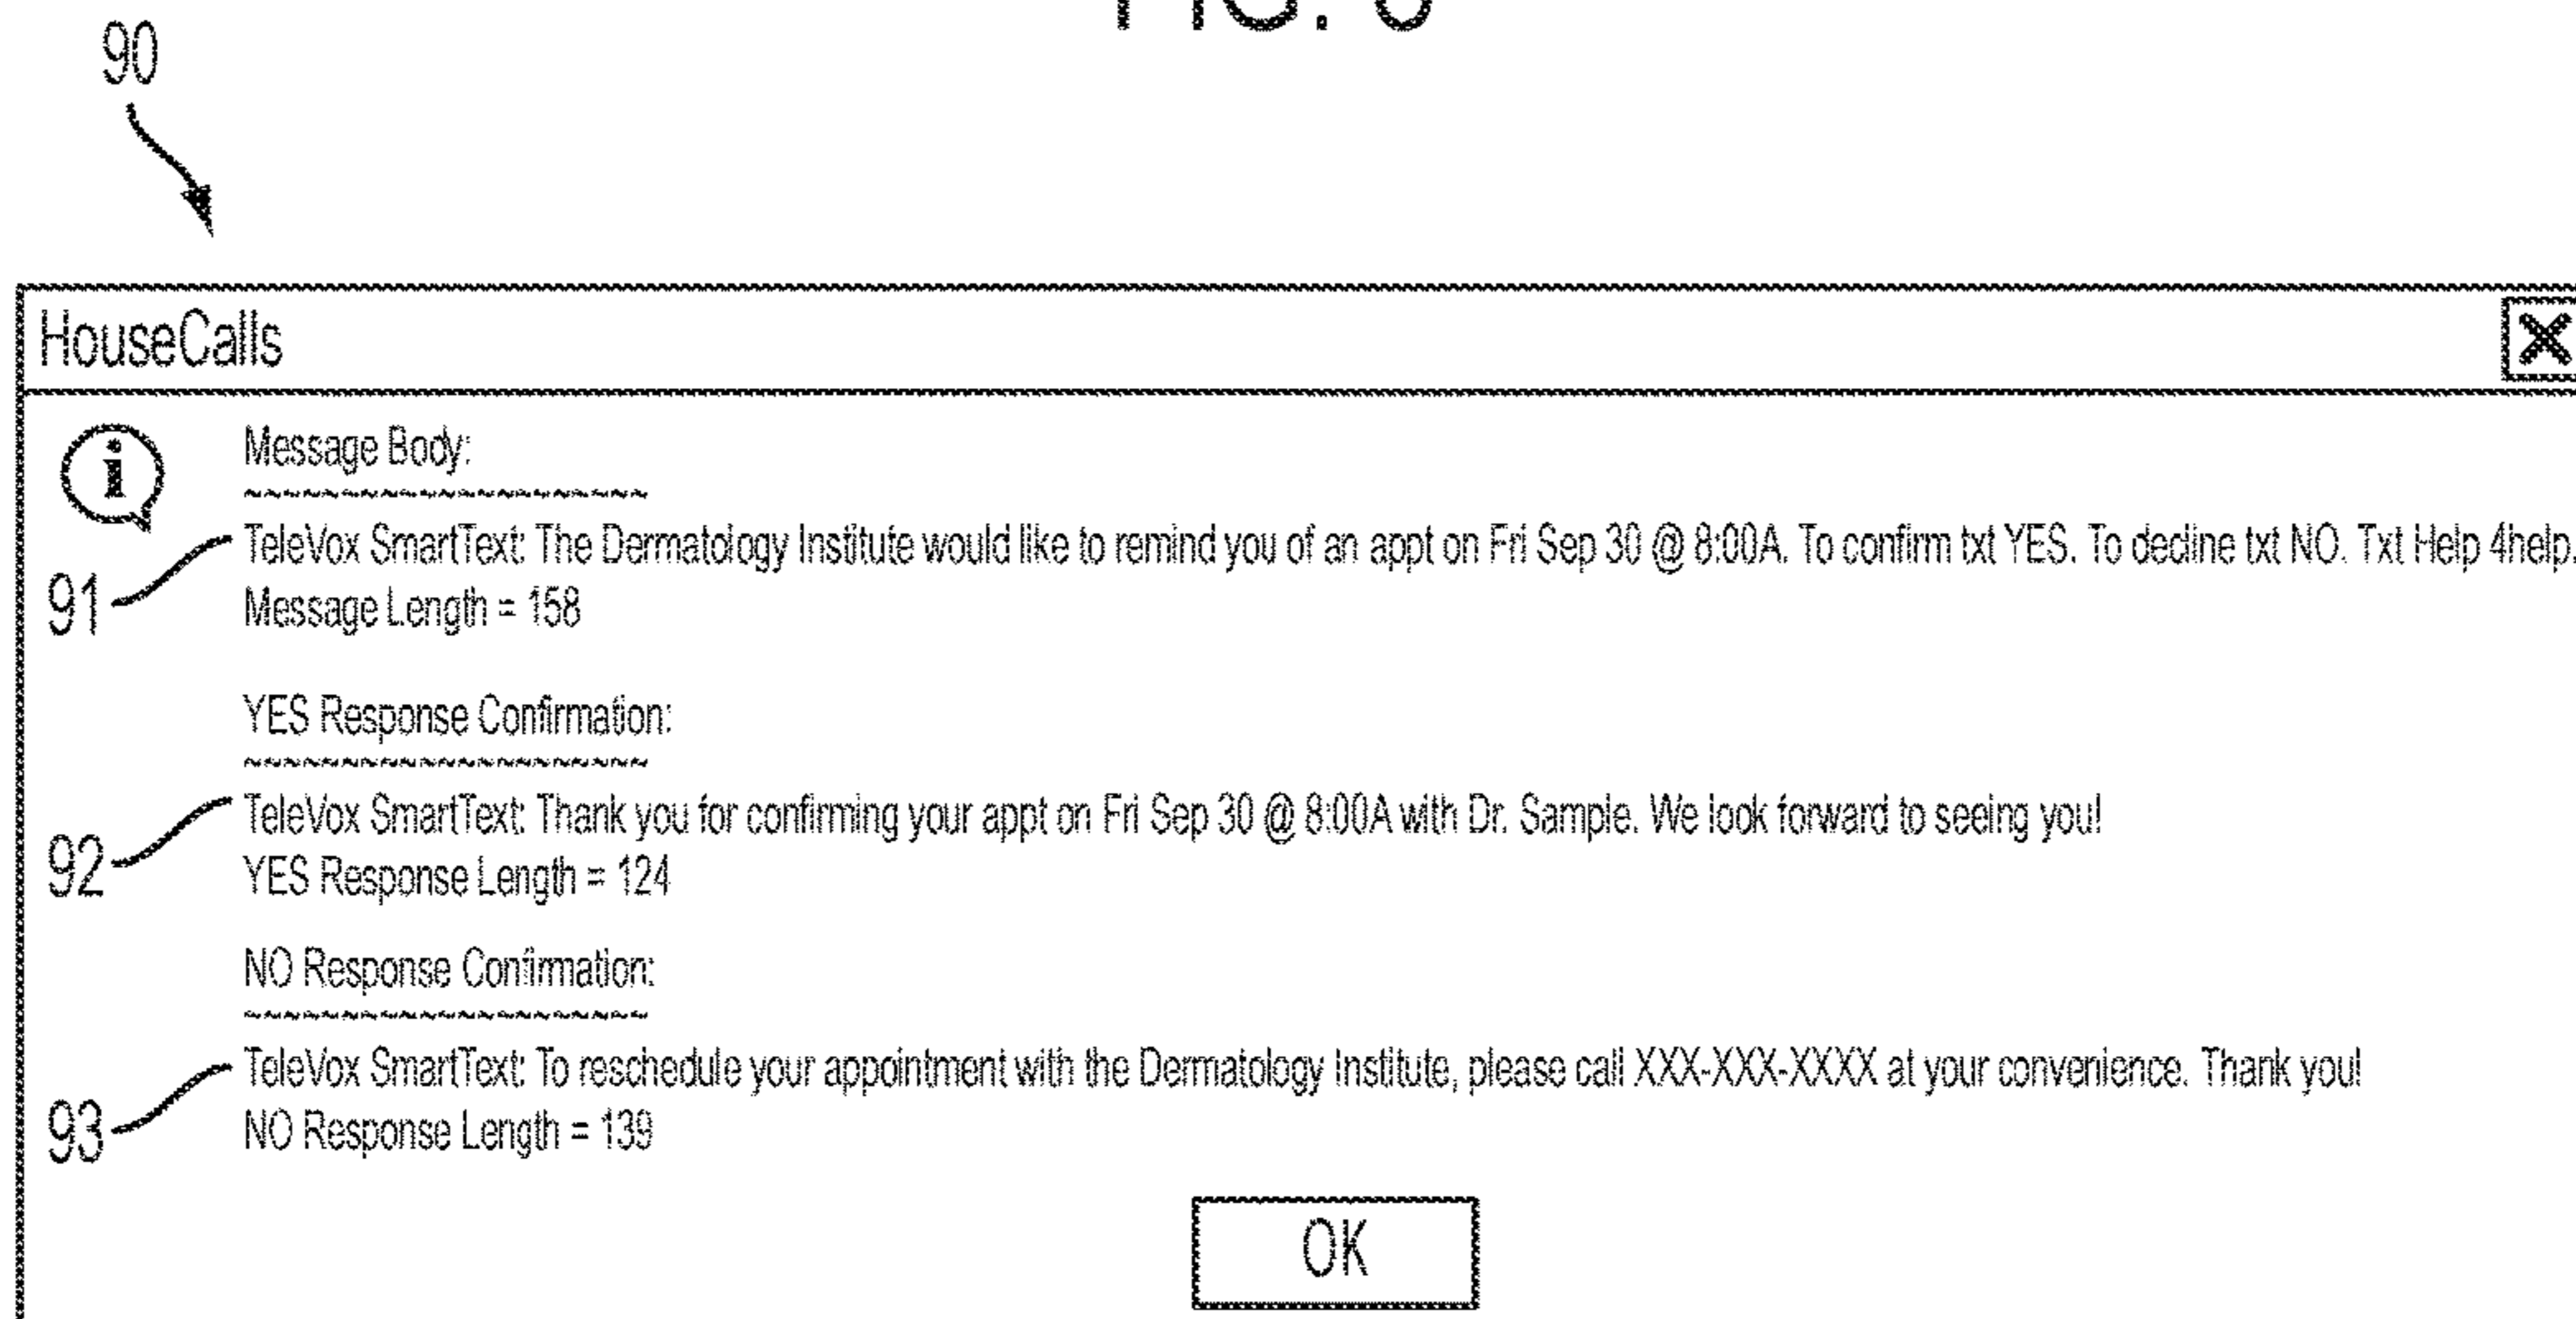 90
HouseCalls
Message Body:
~~~~~~~~~~~~~~~~~~~~~
TeleVox SmartText: The Dermatology Institute would like to remind you of an appt on Fri Sep 30 @ 8:00A. To confirm txt YES. To decline txt NO. Txt Help 4help.
91
Message Length = 158
YES Response Confirmation:
~~~~~~~~~~~~~~~~~~~~~
TeleVox SmartText: Thank you for confirming your appt on Fri Sep 30 @ 8:00A with Dr. Sample. We look forward to seeing you!
92
YES Response Length = 124
NO Response Confirmation:
~~~~~~~~~~~~~~~~~~~~~
TeleVox SmartText: To reschedule your appointment with the Dermatology Institute, please call XXX-XXX-XXXX at your convenience. Thank you!
93
NO Response Length = 139
OK